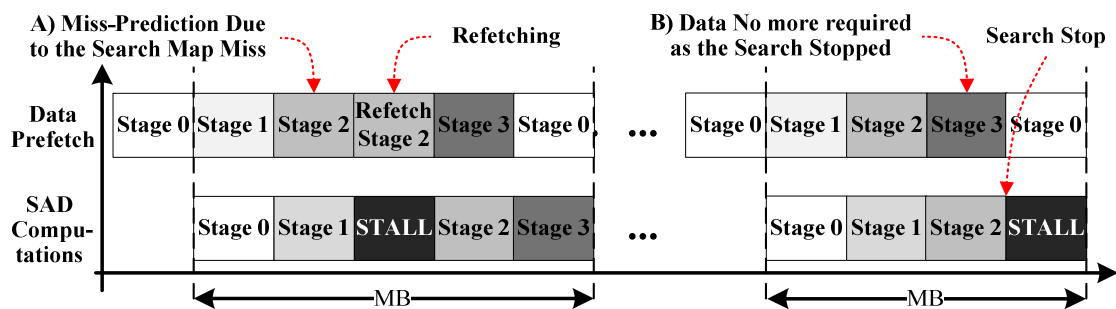 A) Miss-Prediction Due
to the Search Map Miss
Refetching
B) Data No more required
as the Search Stopped
Search Stop
Data
Prefetch
Stage 0
Stage 1
Stage 2
Refetch
Stage 2
Stage 3
Stage 0
...
Stage 0
Stage 1
Stage 2
Stage 3
Stage 0
SAD
Compu-
tations
Stage 0
Stage 1
STALL
Stage 2
Stage 3
...
Stage 0
Stage 1
Stage 2
STALL
MB
MB